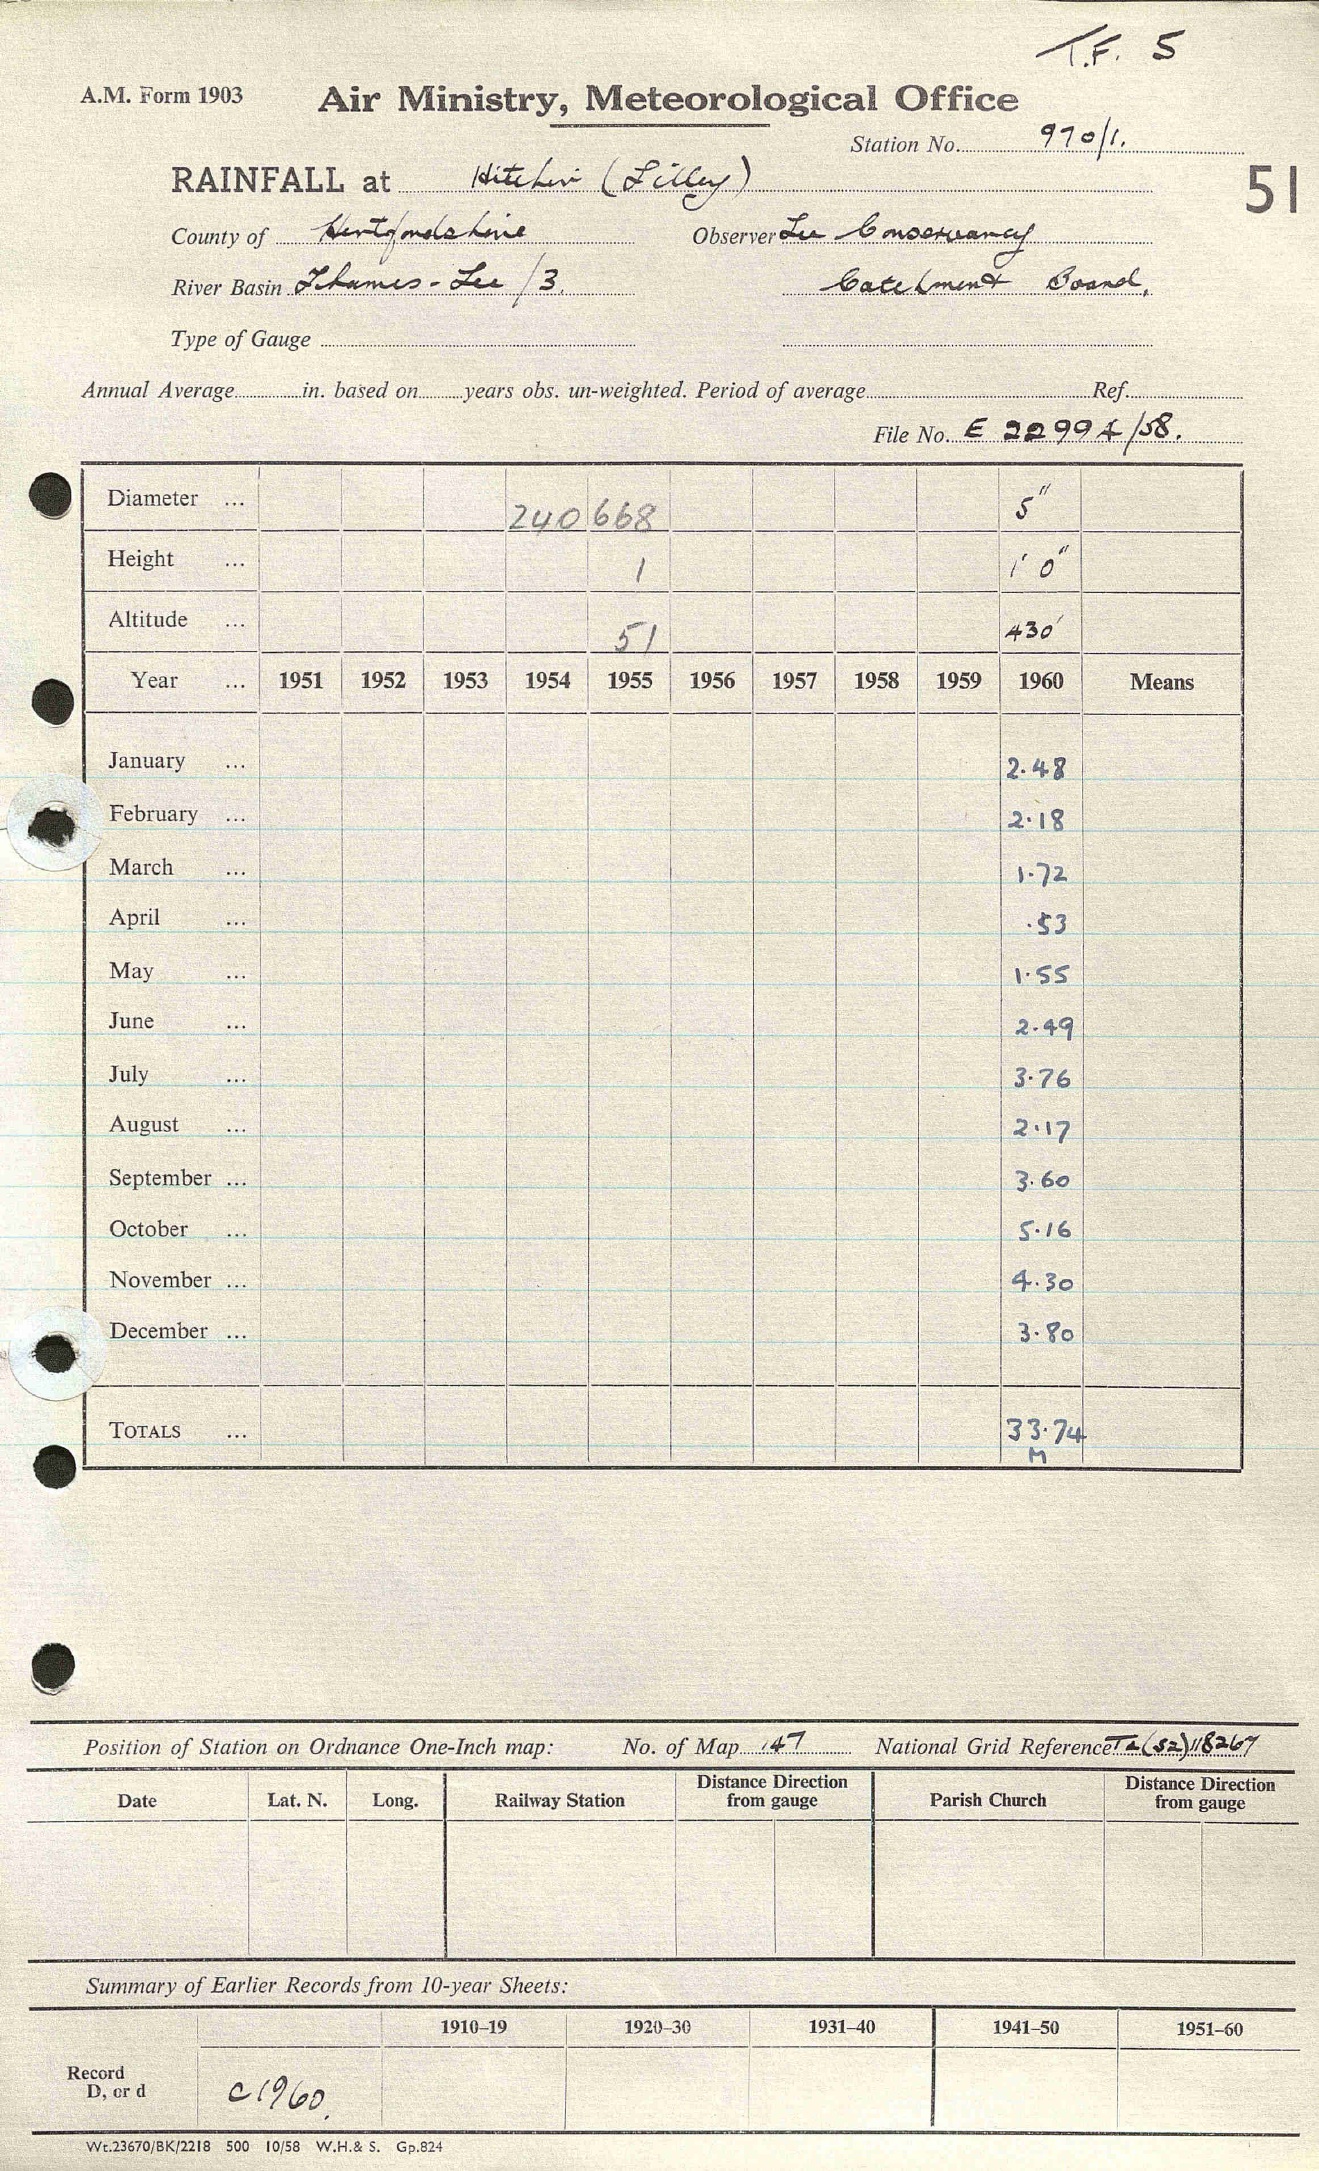 T.F. 5
A.M. Form 1903 Air Ministry, Meteorological Office
Station No. 970/1.
RAINFALL at Hitchin (Lilley) 51
County of Hertfordshire Observer Lee Conservancy
River Basin Thames-Lee /3. Catchment Board,
Type of Gauge
Annual Average in. based on years obs. un-weighted. Period of average Ref.
File No. E 22994/58.
Diameter ... 240668 5"
Height ... 1 1' 0"
Altitude ... 51 430'
Year ... 1951 1952 1953 1954 1955 1956 1957 1958 1959 1960 Means
January ... 2.48
February ... 2.18
March ... 1.72
April ... .53
May ... 1.55
June ... 2.49
July ... 3.76
August ... 2.17
September ... 3.60
October ... 5.16
November ... 4.30
December ... 3.80
TOTALS ... 33.74
M
Position of Station on Ordnance One-Inch map: No. of Map 147 National Grid Reference TL(52)118267
Date Lat. N. Long. Railway Station Distance Direction from gauge Parish Church Distance Direction from gauge
Summary of Earlier Records from 10-year Sheets:
1910–19 1920–30 1931–40 1941–50 1951–60
Record
D, or d C1960.
Wt.23670/BK/2218 500 10/58 W.H.& S. Gp.824